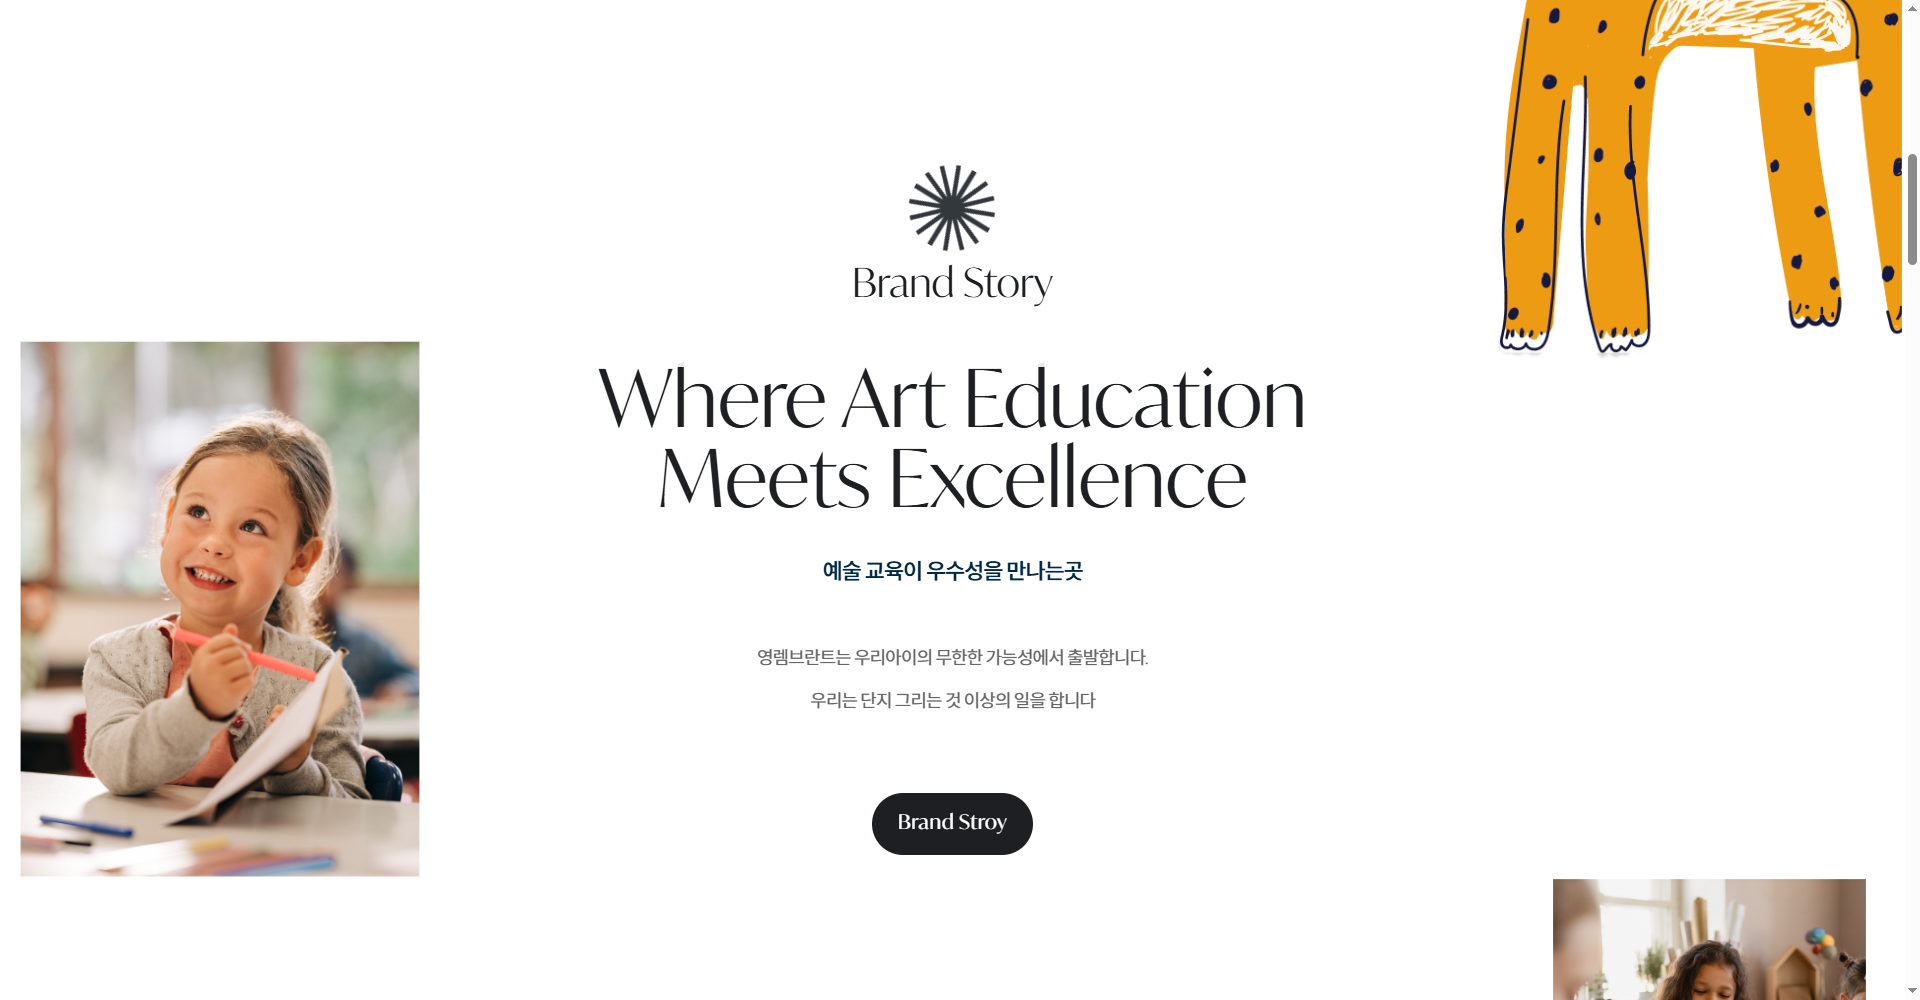 Brand Story
Where Art Education
Meets Excellence
예술 교육이 우수성을 만나는곳
영렘브란트는 우리아이의 무한한 가능성에서 출발합니다.
우리는 단지 그리는 것 이상의 일을 합니다
Brand Stroy